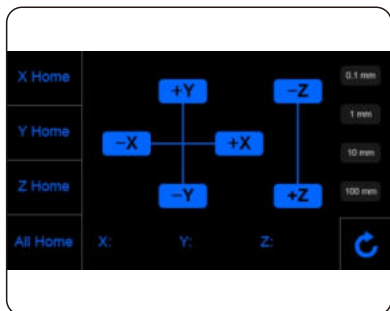 X Home
Y Home
Z Home
All Home
+Y
−X
+X
−Y
−Z
+Z
0.1 mm
1 mm
10 mm
100 mm
X:
Y:
Z: